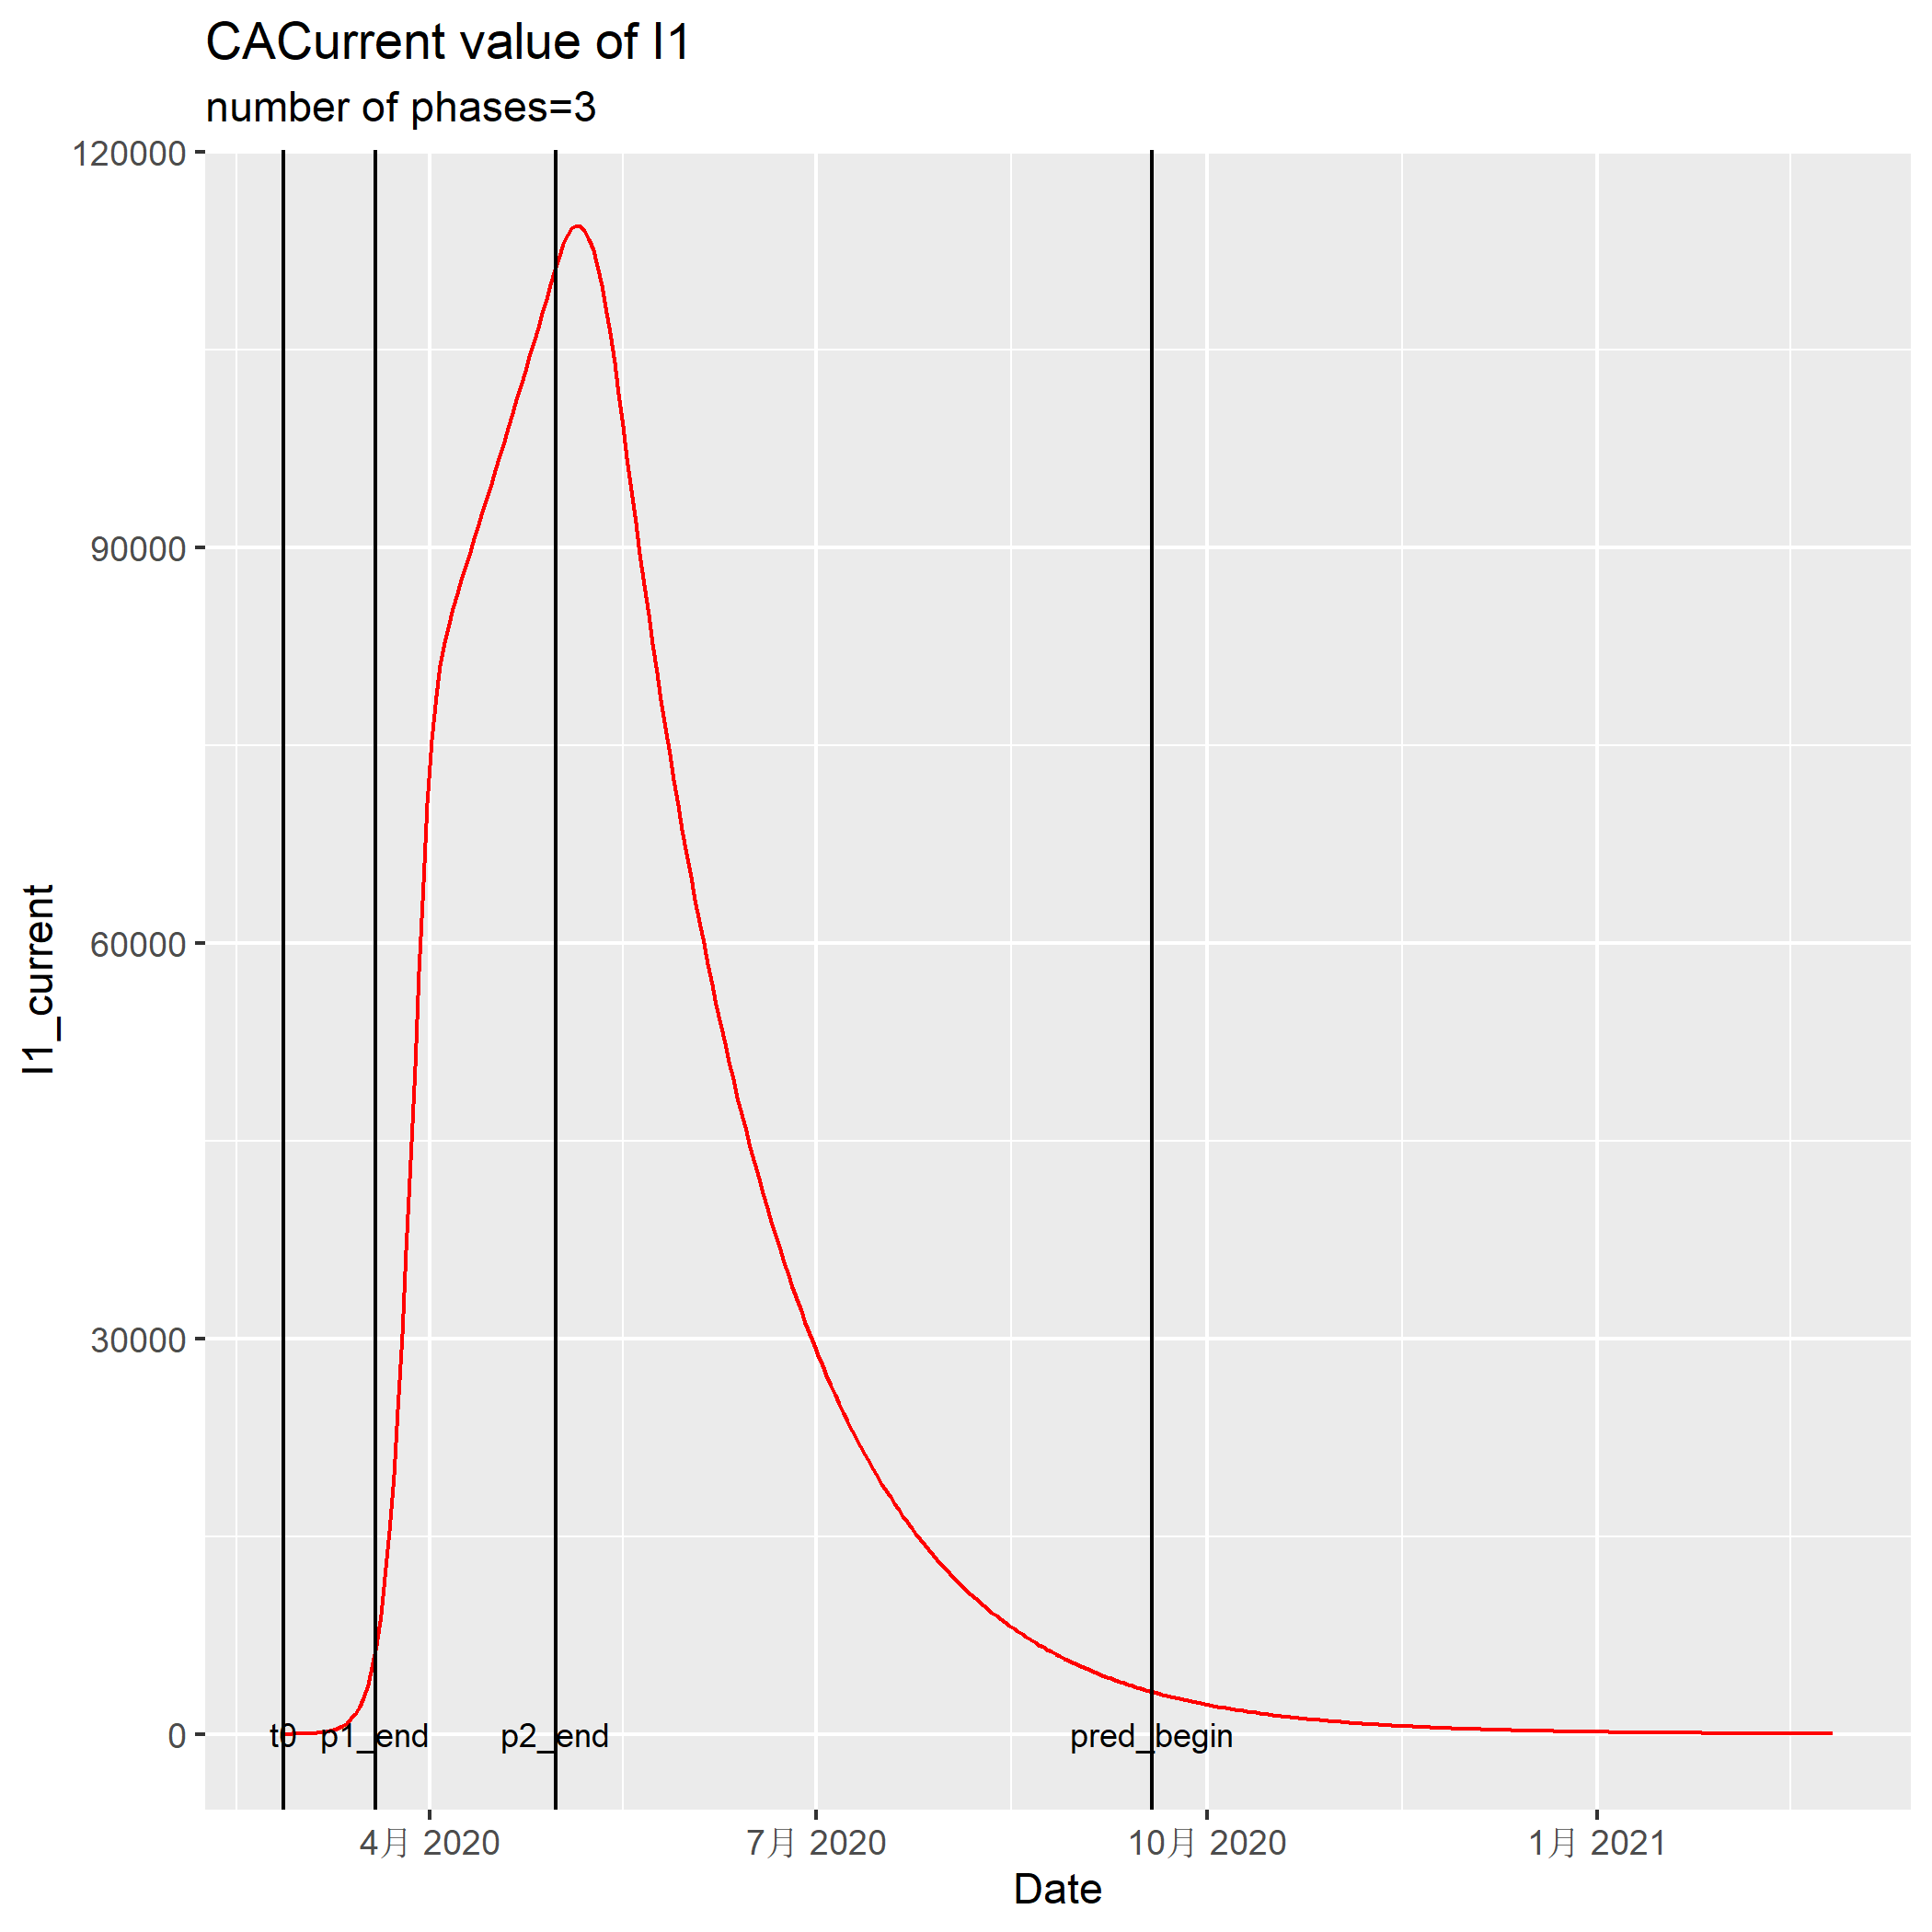 CACurrent value of I1
number of phases=3
120000
90000
60000
30000
0
I1_current
t0 p1_end p2_end pred_begin
4月 2020 7月 2020 10月 2020 1月 2021
Date